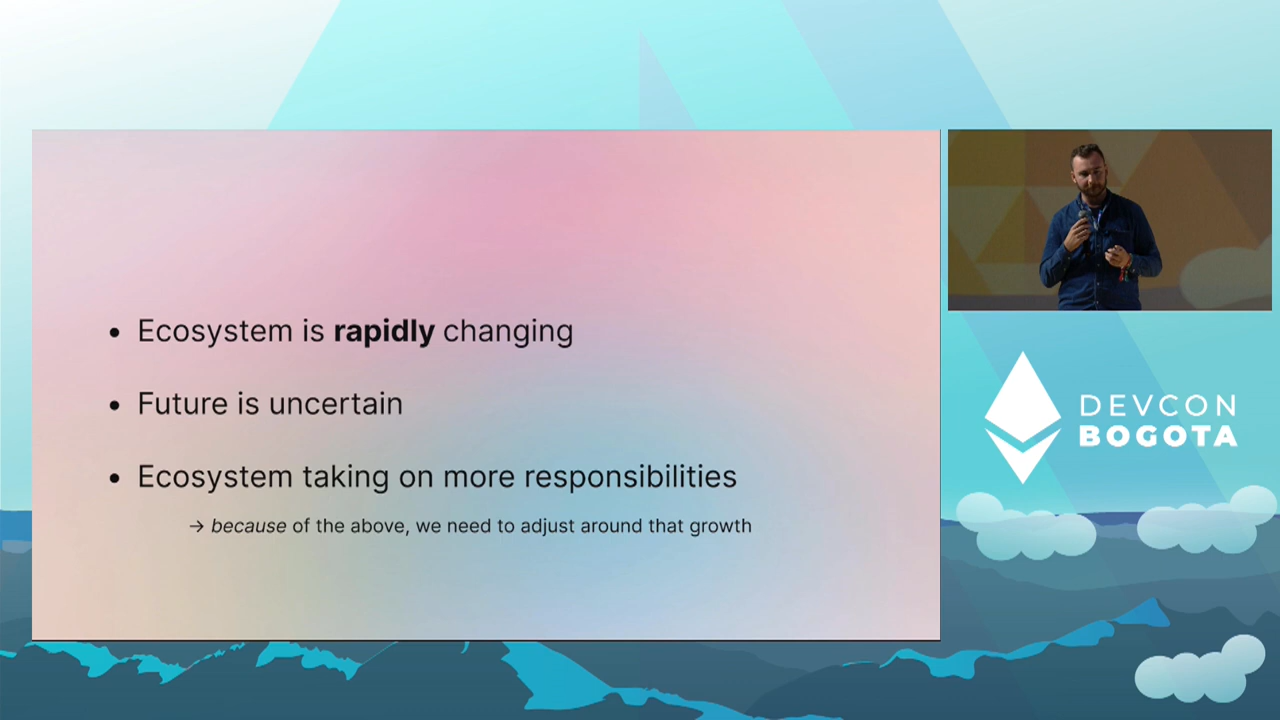 Ecosystem is rapidly changing
Future is uncertain
Ecosystem taking on more responsibilities
→ because of the above, we need to adjust around that growth
DEVCON
BOGOTA